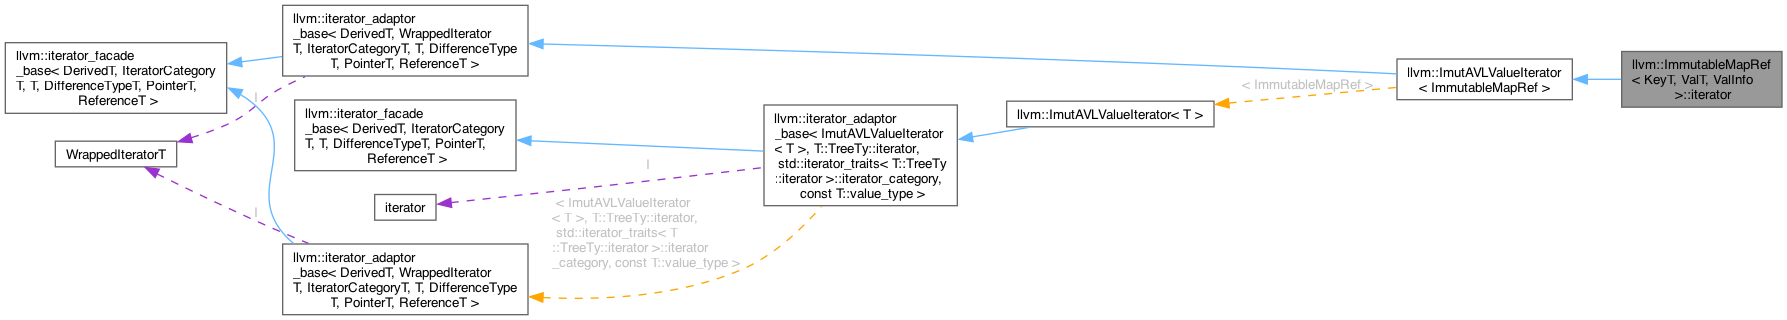 llvm::iterator_facade
_base< DerivedT, IteratorCategory
T, T, DifferenceTypeT, PointerT,
ReferenceT >
WrappedIteratorT
llvm::iterator_adaptor
_base< DerivedT, WrappedIterator
T, IteratorCategoryT, T, DifferenceType
T, PointerT, ReferenceT >
I
llvm::iterator_facade
_base< DerivedT, IteratorCategory
T, T, DifferenceTypeT, PointerT,
ReferenceT >
iterator
I
llvm::iterator_adaptor
_base< DerivedT, WrappedIterator
T, IteratorCategoryT, T, DifferenceType
T, PointerT, ReferenceT >
I
< ImutAVLValueIterator
< T >, T::TreeTy::iterator,
std::iterator_traits< T
::TreeTy::iterator >::iterator
_category, const T::value_type >
llvm::iterator_adaptor
_base< ImutAVLValueIterator
< T >, T::TreeTy::iterator,
std::iterator_traits< T::TreeTy
::iterator >::iterator_category,
const T::value_type >
llvm::ImutAVLValueIterator< T >
< ImmutableMapRef >
llvm::ImutAVLValueIterator
< ImmutableMapRef >
llvm::ImmutableMapRef
< KeyT, ValT, ValInfo
>::iterator